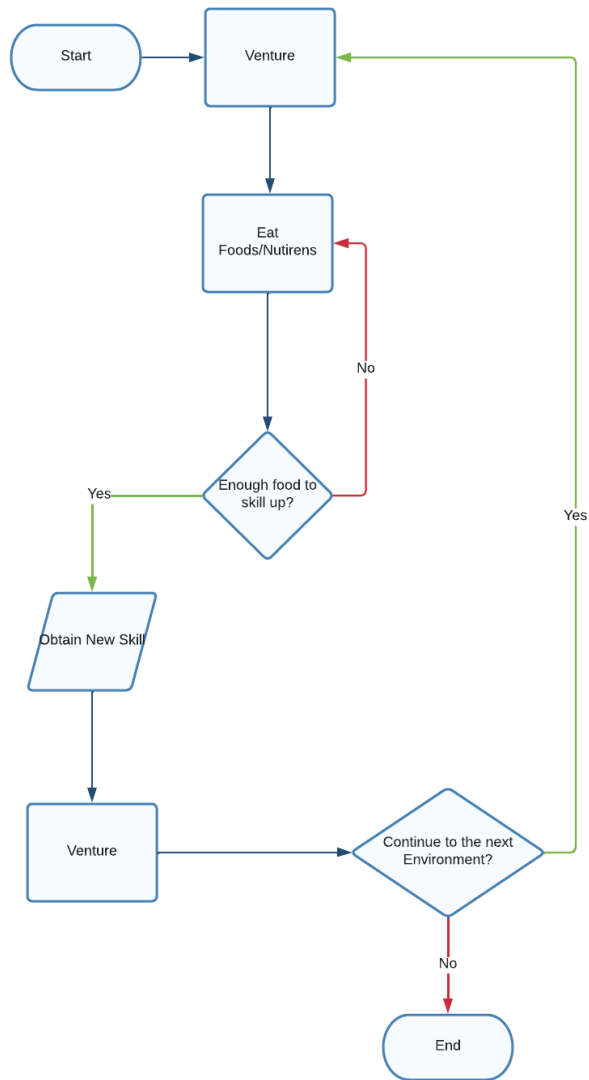 Start
Venture
Eat
Foods/Nutirens
No
Enough food to
skill up?
Yes
Yes
Obtain New Skill
Venture
Continue to the next
Environment?
No
End